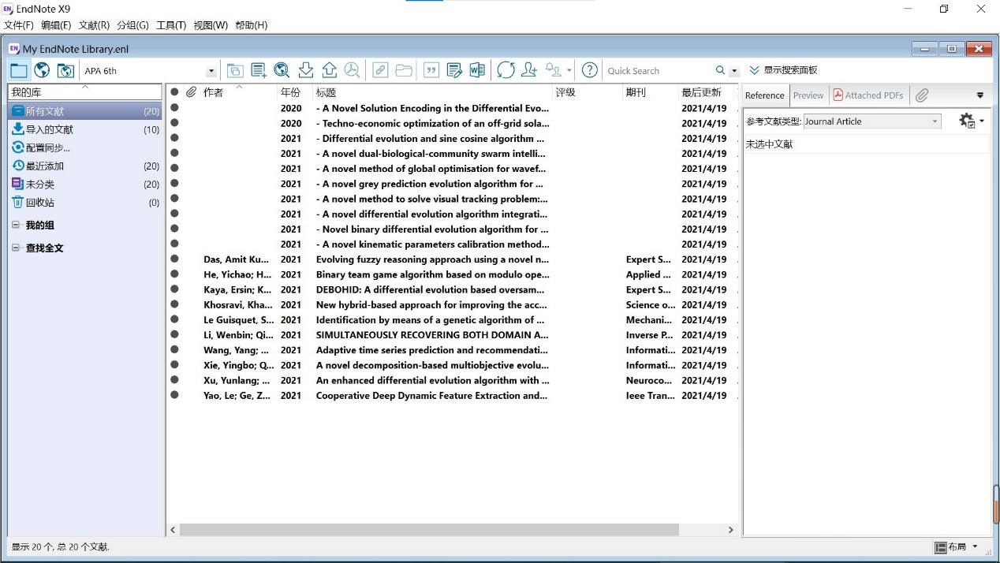 EndNote X9
文件(F) 编辑(E) 文献(R) 分组(G) 工具(T) 视图(W) 帮助(H)
My EndNote Library.enl
APA 6th
Quick Search
显示搜索面板
我的库
所有文献 (20)
导入的文献 (10)
配置同步...
最近添加 (20)
未分类 (20)
回收站 (0)
我的组
查找全文
作者 年份 标题 评级 期刊 最后更新
2020 - A Novel Solution Encoding in the Differential Evo... 2021/4/19
2020 - Techno-economic optimization of an off-grid sola... 2021/4/19
2021 - Differential evolution and sine cosine algorithm ... 2021/4/19
2021 - A novel dual-biological-community swarm intelli... 2021/4/19
2021 - A novel method of global optimisation for wavef... 2021/4/19
2021 - A novel grey prediction evolution algorithm for ... 2021/4/19
2021 - A novel method to solve visual tracking problem:... 2021/4/19
2021 - A novel differential evolution algorithm integrati... 2021/4/19
2021 - Novel binary differential evolution algorithm for ... 2021/4/19
2021 - A novel kinematic parameters calibration method... 2021/4/19
Das, Amit Ku... 2021 Evolving fuzzy reasoning approach using a novel n... Expert S... 2021/4/19
He, Yichao; H... 2021 Binary team game algorithm based on modulo ope... Applied ... 2021/4/19
Kaya, Ersin; K... 2021 DEBOHID: A differential evolution based oversam... Expert S... 2021/4/19
Khosravi, Kha... 2021 New hybrid-based approach for improving the acc... Science o... 2021/4/19
Le Guisquet, S... 2021 Identification by means of a genetic algorithm of ... Mechani... 2021/4/19
Li, Wenbin; Qi... 2021 SIMULTANEOUSLY RECOVERING BOTH DOMAIN A... Inverse P... 2021/4/19
Wang, Yang; ... 2021 Adaptive time series prediction and recommendati... Informati... 2021/4/19
Xie, Yingbo; Q... 2021 A novel decomposition-based multiobjective evolu... Informati... 2021/4/19
Xu, Yunlang; ... 2021 An enhanced differential evolution algorithm with ... Neuroco... 2021/4/19
Yao, Le; Ge, Z... 2021 Cooperative Deep Dynamic Feature Extraction and... Ieee Tran... 2021/4/19
Reference Preview Attached PDFs
参考文献类型: Journal Article
未选中文献
显示 20 个, 总 20 个文献.
布局